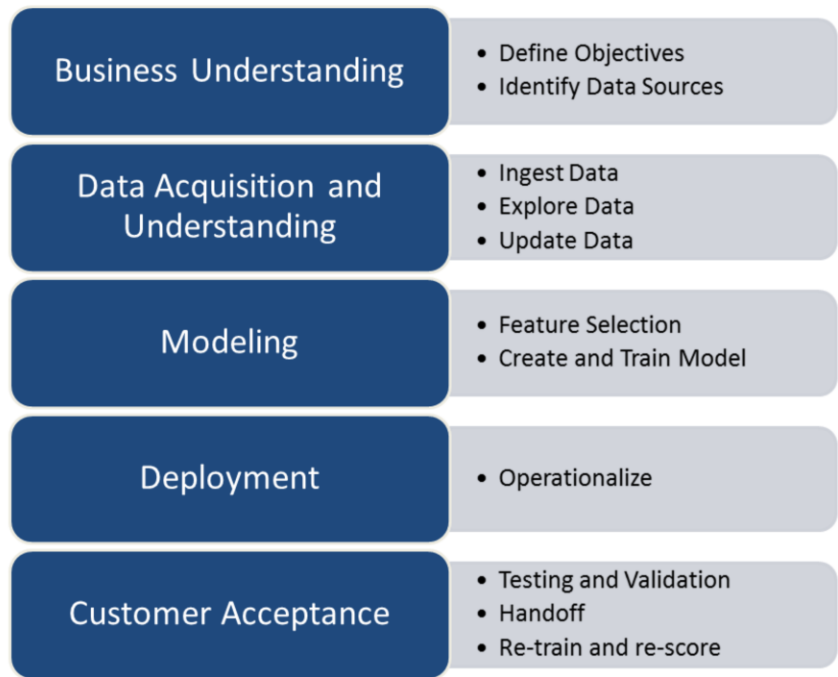 Business Understanding
• Define Objectives
• Identify Data Sources
Data Acquisition and
Understanding
• Ingest Data
• Explore Data
• Update Data
Modeling
• Feature Selection
• Create and Train Model
Deployment
• Operationalize
Customer Acceptance
• Testing and Validation
• Handoff
• Re-train and re-score